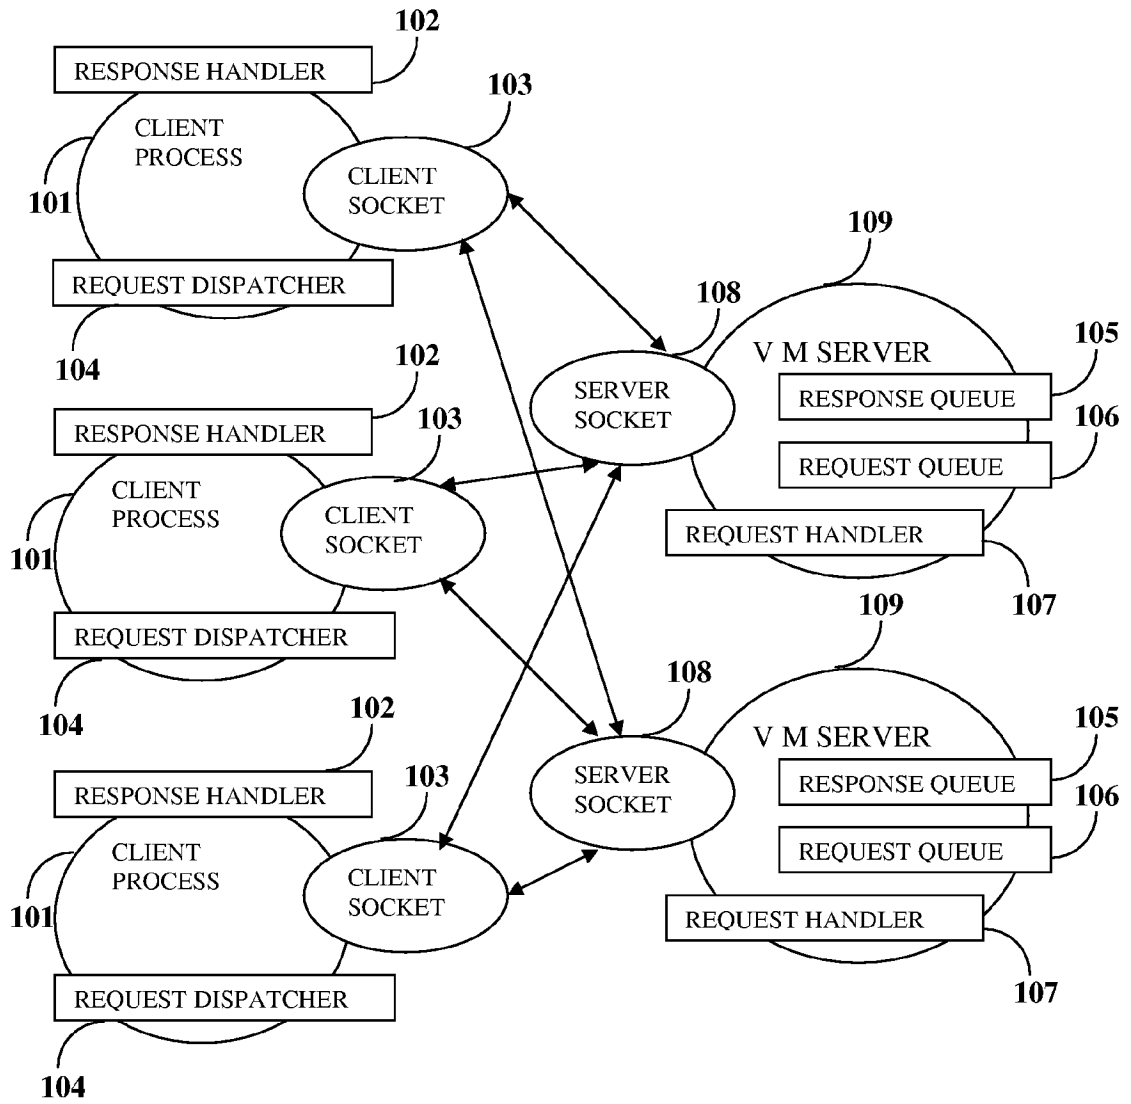 102
RESPONSE HANDLER
103
CLIENT
PROCESS
CLIENT
SOCKET
101
109
REQUEST DISPATCHER
108
104
102
V M SERVER
105
RESPONSE QUEUE
SERVER
SOCKET
106
RESPONSE HANDLER
103
REQUEST QUEUE
CLIENT
PROCESS
CLIENT
SOCKET
REQUEST HANDLER
101
107
109
REQUEST DISPATCHER
108
104
102
V M SERVER
105
RESPONSE QUEUE
SERVER
SOCKET
103
106
RESPONSE HANDLER
REQUEST QUEUE
CLIENT
PROCESS
CLIENT
SOCKET
101
REQUEST HANDLER
REQUEST DISPATCHER
107
104